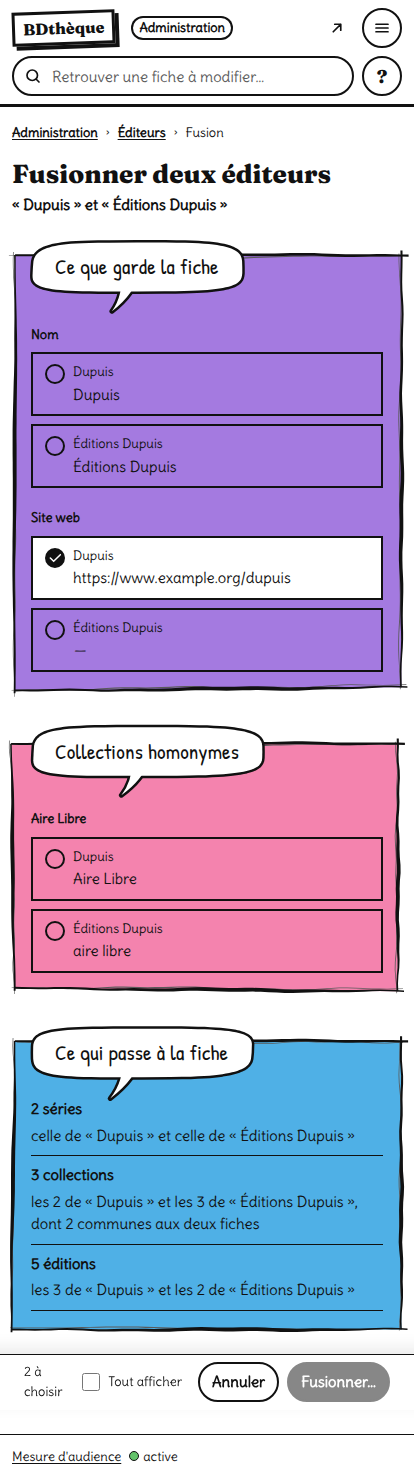 BDthèque
Administration
Retrouver une fiche à modifier...
?
Administration › Éditeurs › Fusion
Fusionner deux éditeurs
« Dupuis » et « Éditions Dupuis »
Ce que garde la fiche
Nom
Dupuis
Dupuis
Éditions Dupuis
Éditions Dupuis
Site web
Dupuis
https://www.example.org/dupuis
Éditions Dupuis
—
Collections homonymes
Aire Libre
Dupuis
Aire Libre
Éditions Dupuis
aire libre
Ce qui passe à la fiche
2 séries
celle de « Dupuis » et celle de « Éditions Dupuis »
3 collections
les 2 de « Dupuis » et les 3 de « Éditions Dupuis »,
dont 2 communes aux deux fiches
5 éditions
les 3 de « Dupuis » et les 2 de « Éditions Dupuis »
2 à
choisir
Tout afficher
Annuler
Fusionner...
Mesure d'audience active